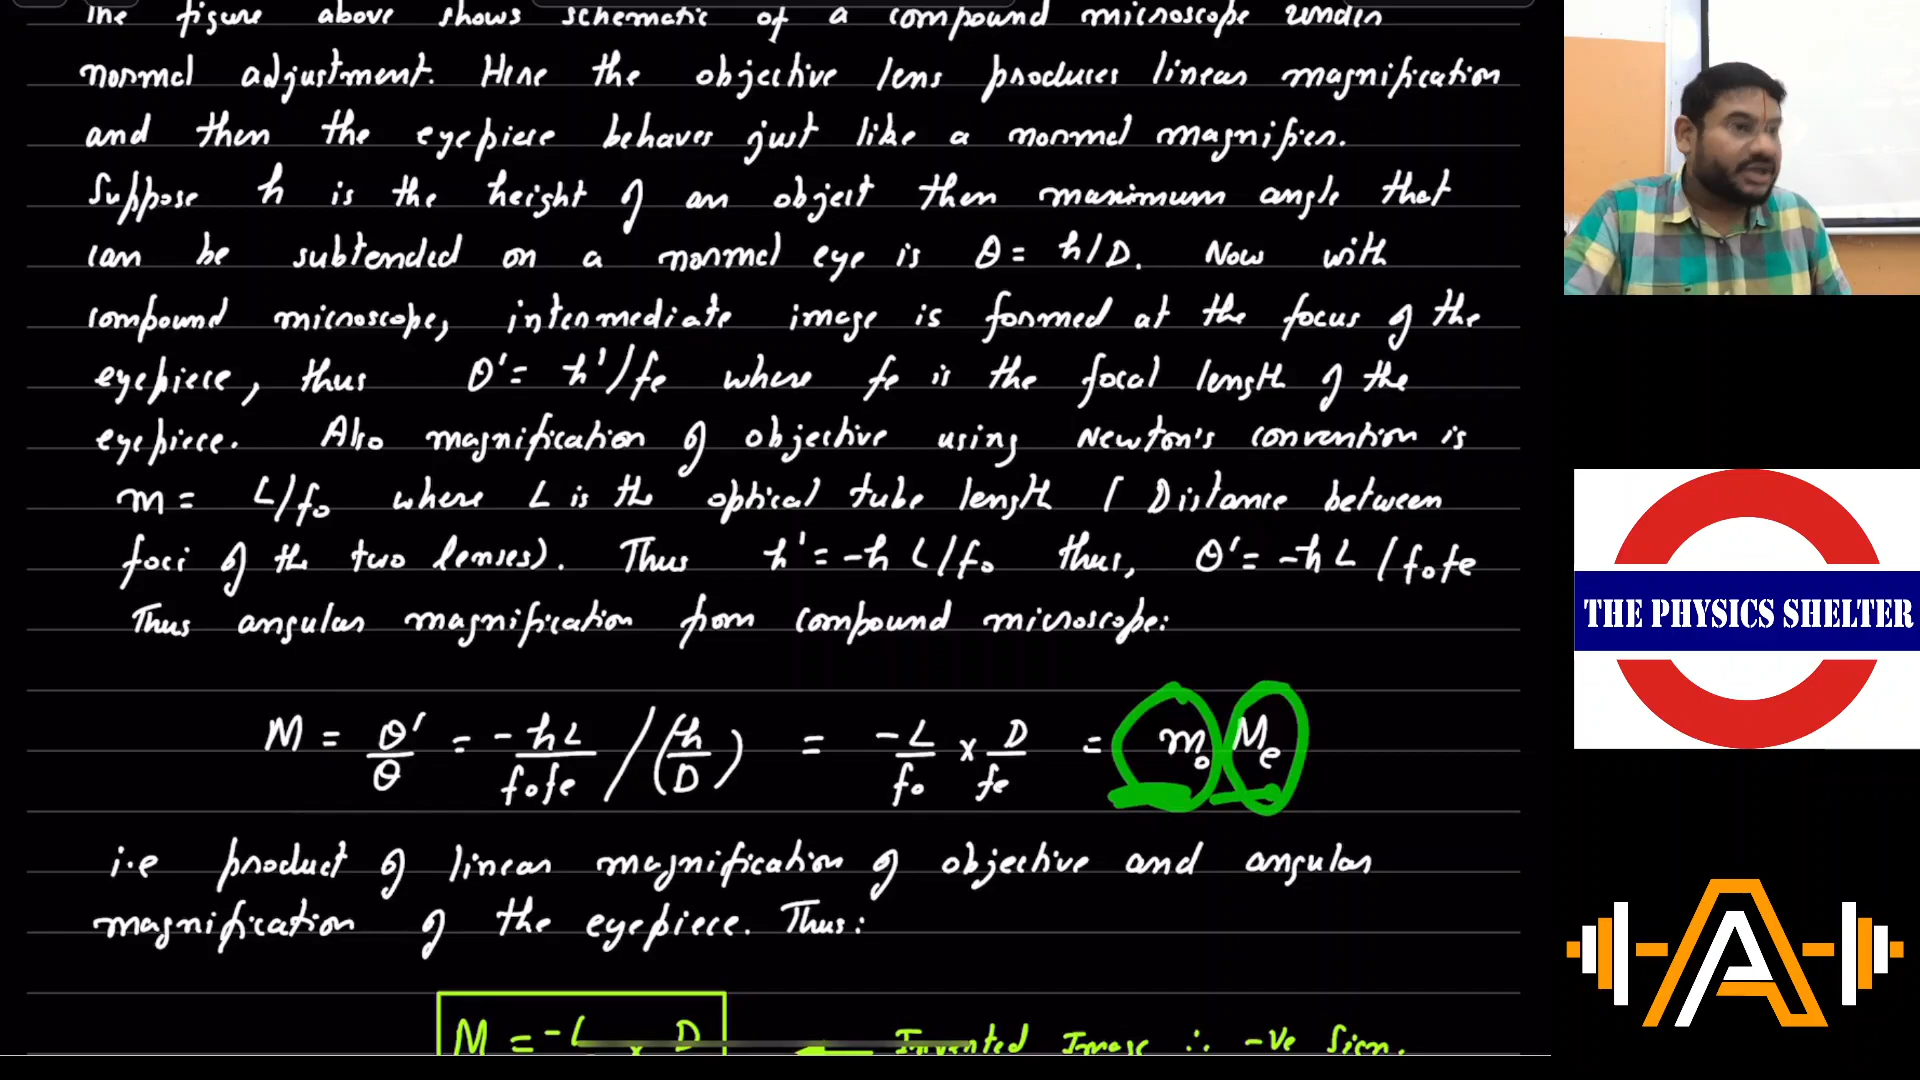 The figure above shows schematic of a compound microscope under
normal adjustment. Here the objective lens produces linear magnification
and then the eyepiece behaves just like a normal magnifier.
Suppose h is the height of an object then maximum angle that
can be subtended on a normal eye is θ = h/D. Now with
compound microscope, intermediate image is formed at the focus of the
eyepiece, thus θ' = h'/fe where fe is the focal length of the
eyepiece. Also magnification of objective using Newton's convention is
m = L/fo where L is the optical tube length ( Distance between
foci of the two lenses). Thus h' = -h L/fo thus, θ' = -h L / fofe
Thus angular magnification from compound microscope:
M = θ'/θ = -hL/fofe / (h/D) = -L/fo × D/fe = mo Me
i.e product of linear magnification of objective and angular
magnification of the eyepiece. Thus:
M = -L × D Inverted Image ∴ -ve sign.
THE PHYSICS SHELTER